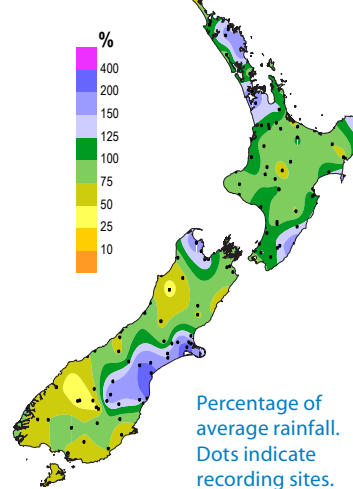 %
400
200
150
125
100
75
50
25
10
Percentage of
average rainfall.
Dots indicate
recording sites.